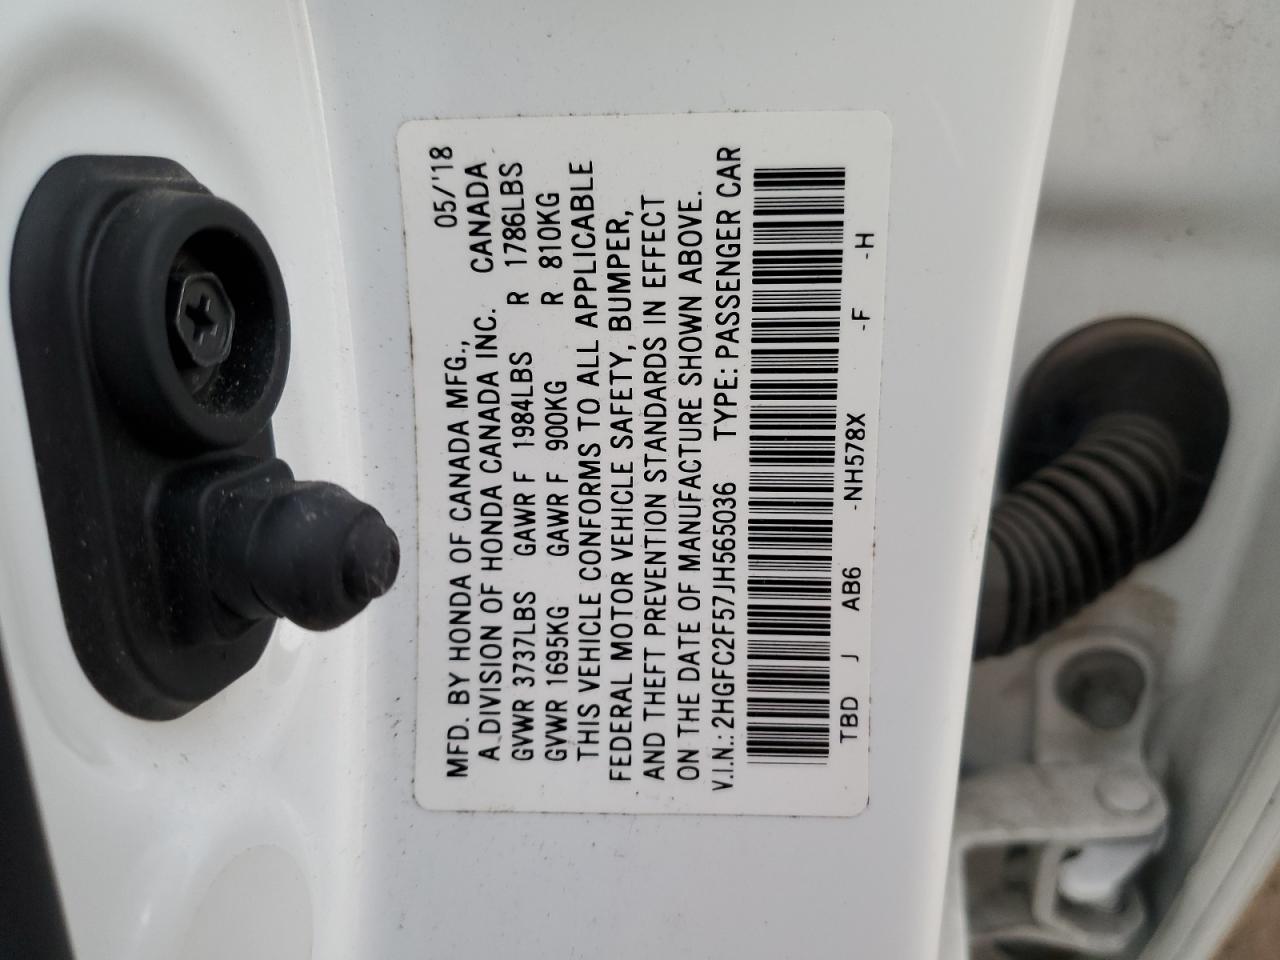 05/'18
MFD. BY HONDA OF CANADA MFG.,
A DIVISION OF HONDA CANADA INC. CANADA
GVWR 3737LBS GAWR F 1984LBS R 1786LBS
GVWR 1695KG GAWR F 900KG R 810KG
THIS VEHICLE CONFORMS TO ALL APPLICABLE
FEDERAL MOTOR VEHICLE SAFETY, BUMPER,
AND THEFT PREVENTION STANDARDS IN EFFECT
ON THE DATE OF MANUFACTURE SHOWN ABOVE.
V.I.N.: 2HGFC2F57JH565036 TYPE: PASSENGER CAR
TBD J AB6 -NH578X -F -H